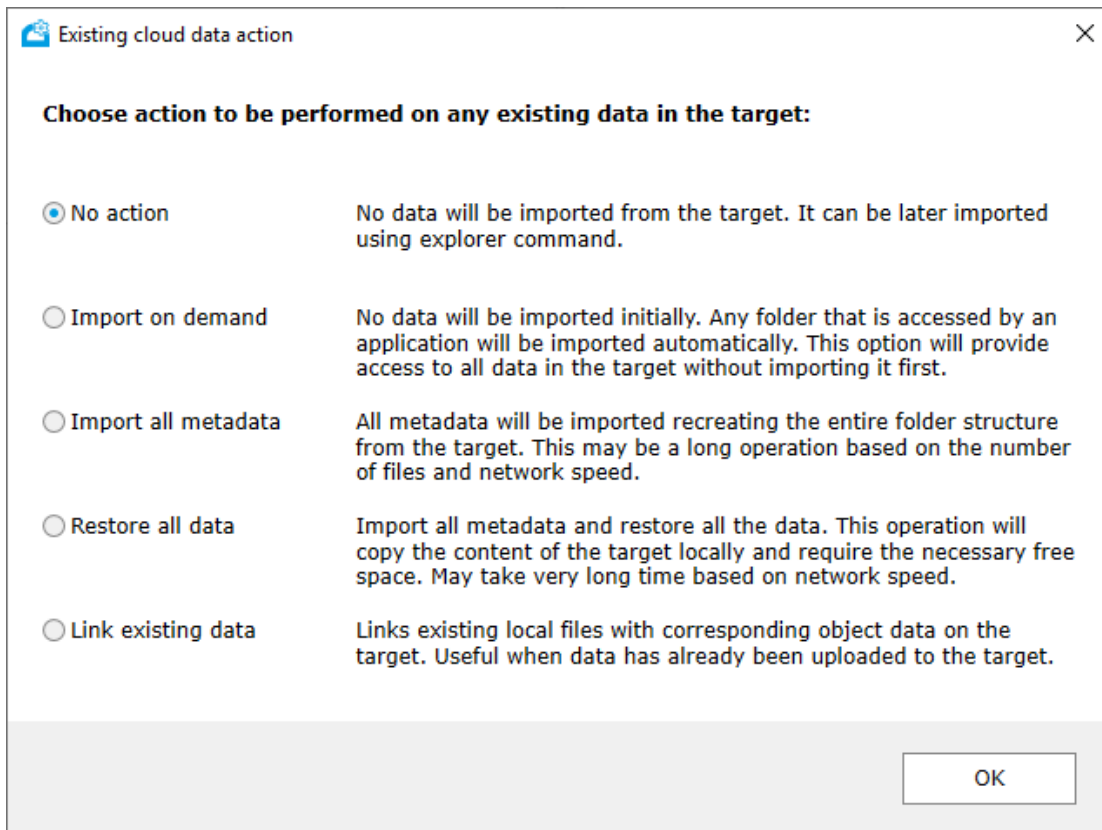 Existing cloud data action
Choose action to be performed on any existing data in the target:
No action
No data will be imported from the target. It can be later imported
using explorer command.
Import on demand
No data will be imported initially. Any folder that is accessed by an
application will be imported automatically. This option will provide
access to all data in the target without importing it first.
Import all metadata
All metadata will be imported recreating the entire folder structure
from the target. This may be a long operation based on the number
of files and network speed.
Restore all data
Import all metadata and restore all the data. This operation will
copy the content of the target locally and require the necessary free
space. May take very long time based on network speed.
Link existing data
Links existing local files with corresponding object data on the
target. Useful when data has already been uploaded to the target.
OK